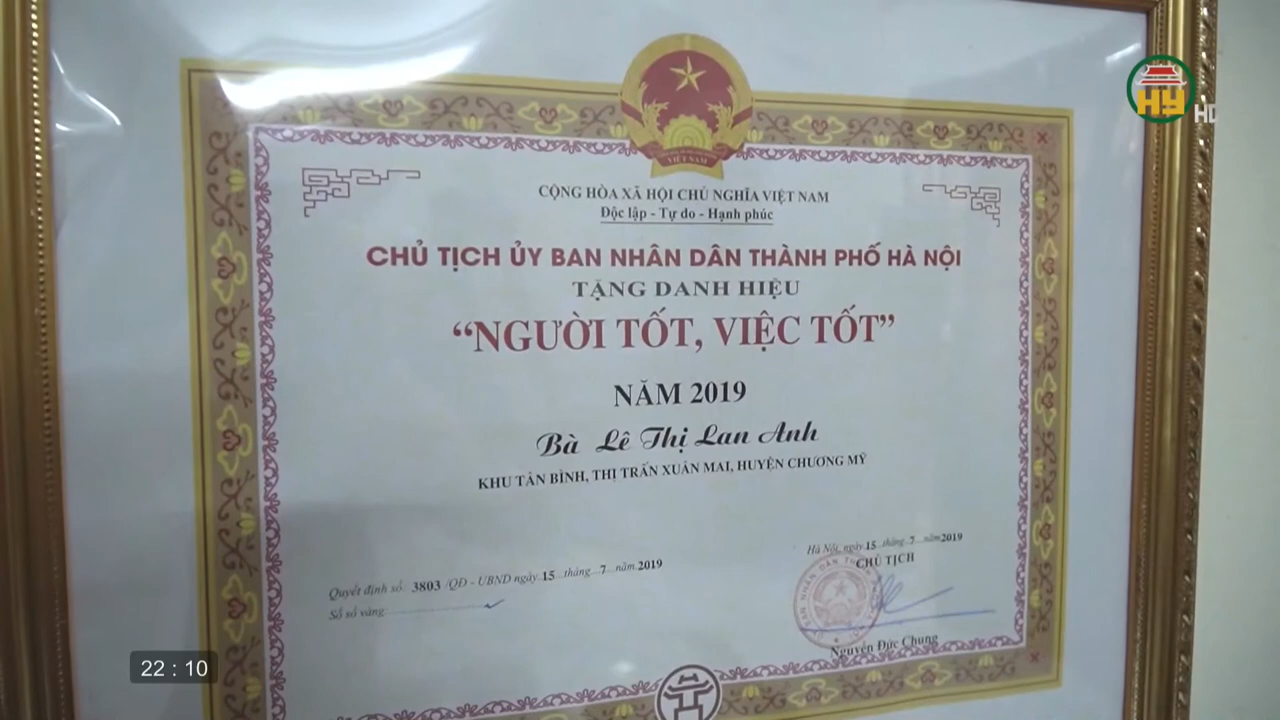 VIỆT NAM
HY HD
CỘNG HÒA XÃ HỘI CHỦ NGHĨA VIỆT NAM
Độc lập - Tự do - Hạnh phúc
CHỦ TỊCH ỦY BAN NHÂN DÂN THÀNH PHỐ HÀ NỘI
TẶNG DANH HIỆU
“NGƯỜI TỐT, VIỆC TỐT”
NĂM 2019
Bà Lê Thị Lan Anh
KHU TÂN BÌNH, THỊ TRẤN XUÂN MAI, HUYỆN CHƯƠNG MỸ
Hà Nội, ngày 15 tháng 7 năm 2019
CHỦ TỊCH
Quyết định số: 3803 /QĐ - UBND ngày 15 tháng 7 năm 2019
Số sổ vàng
Nguyễn Đức Chung
22 : 10